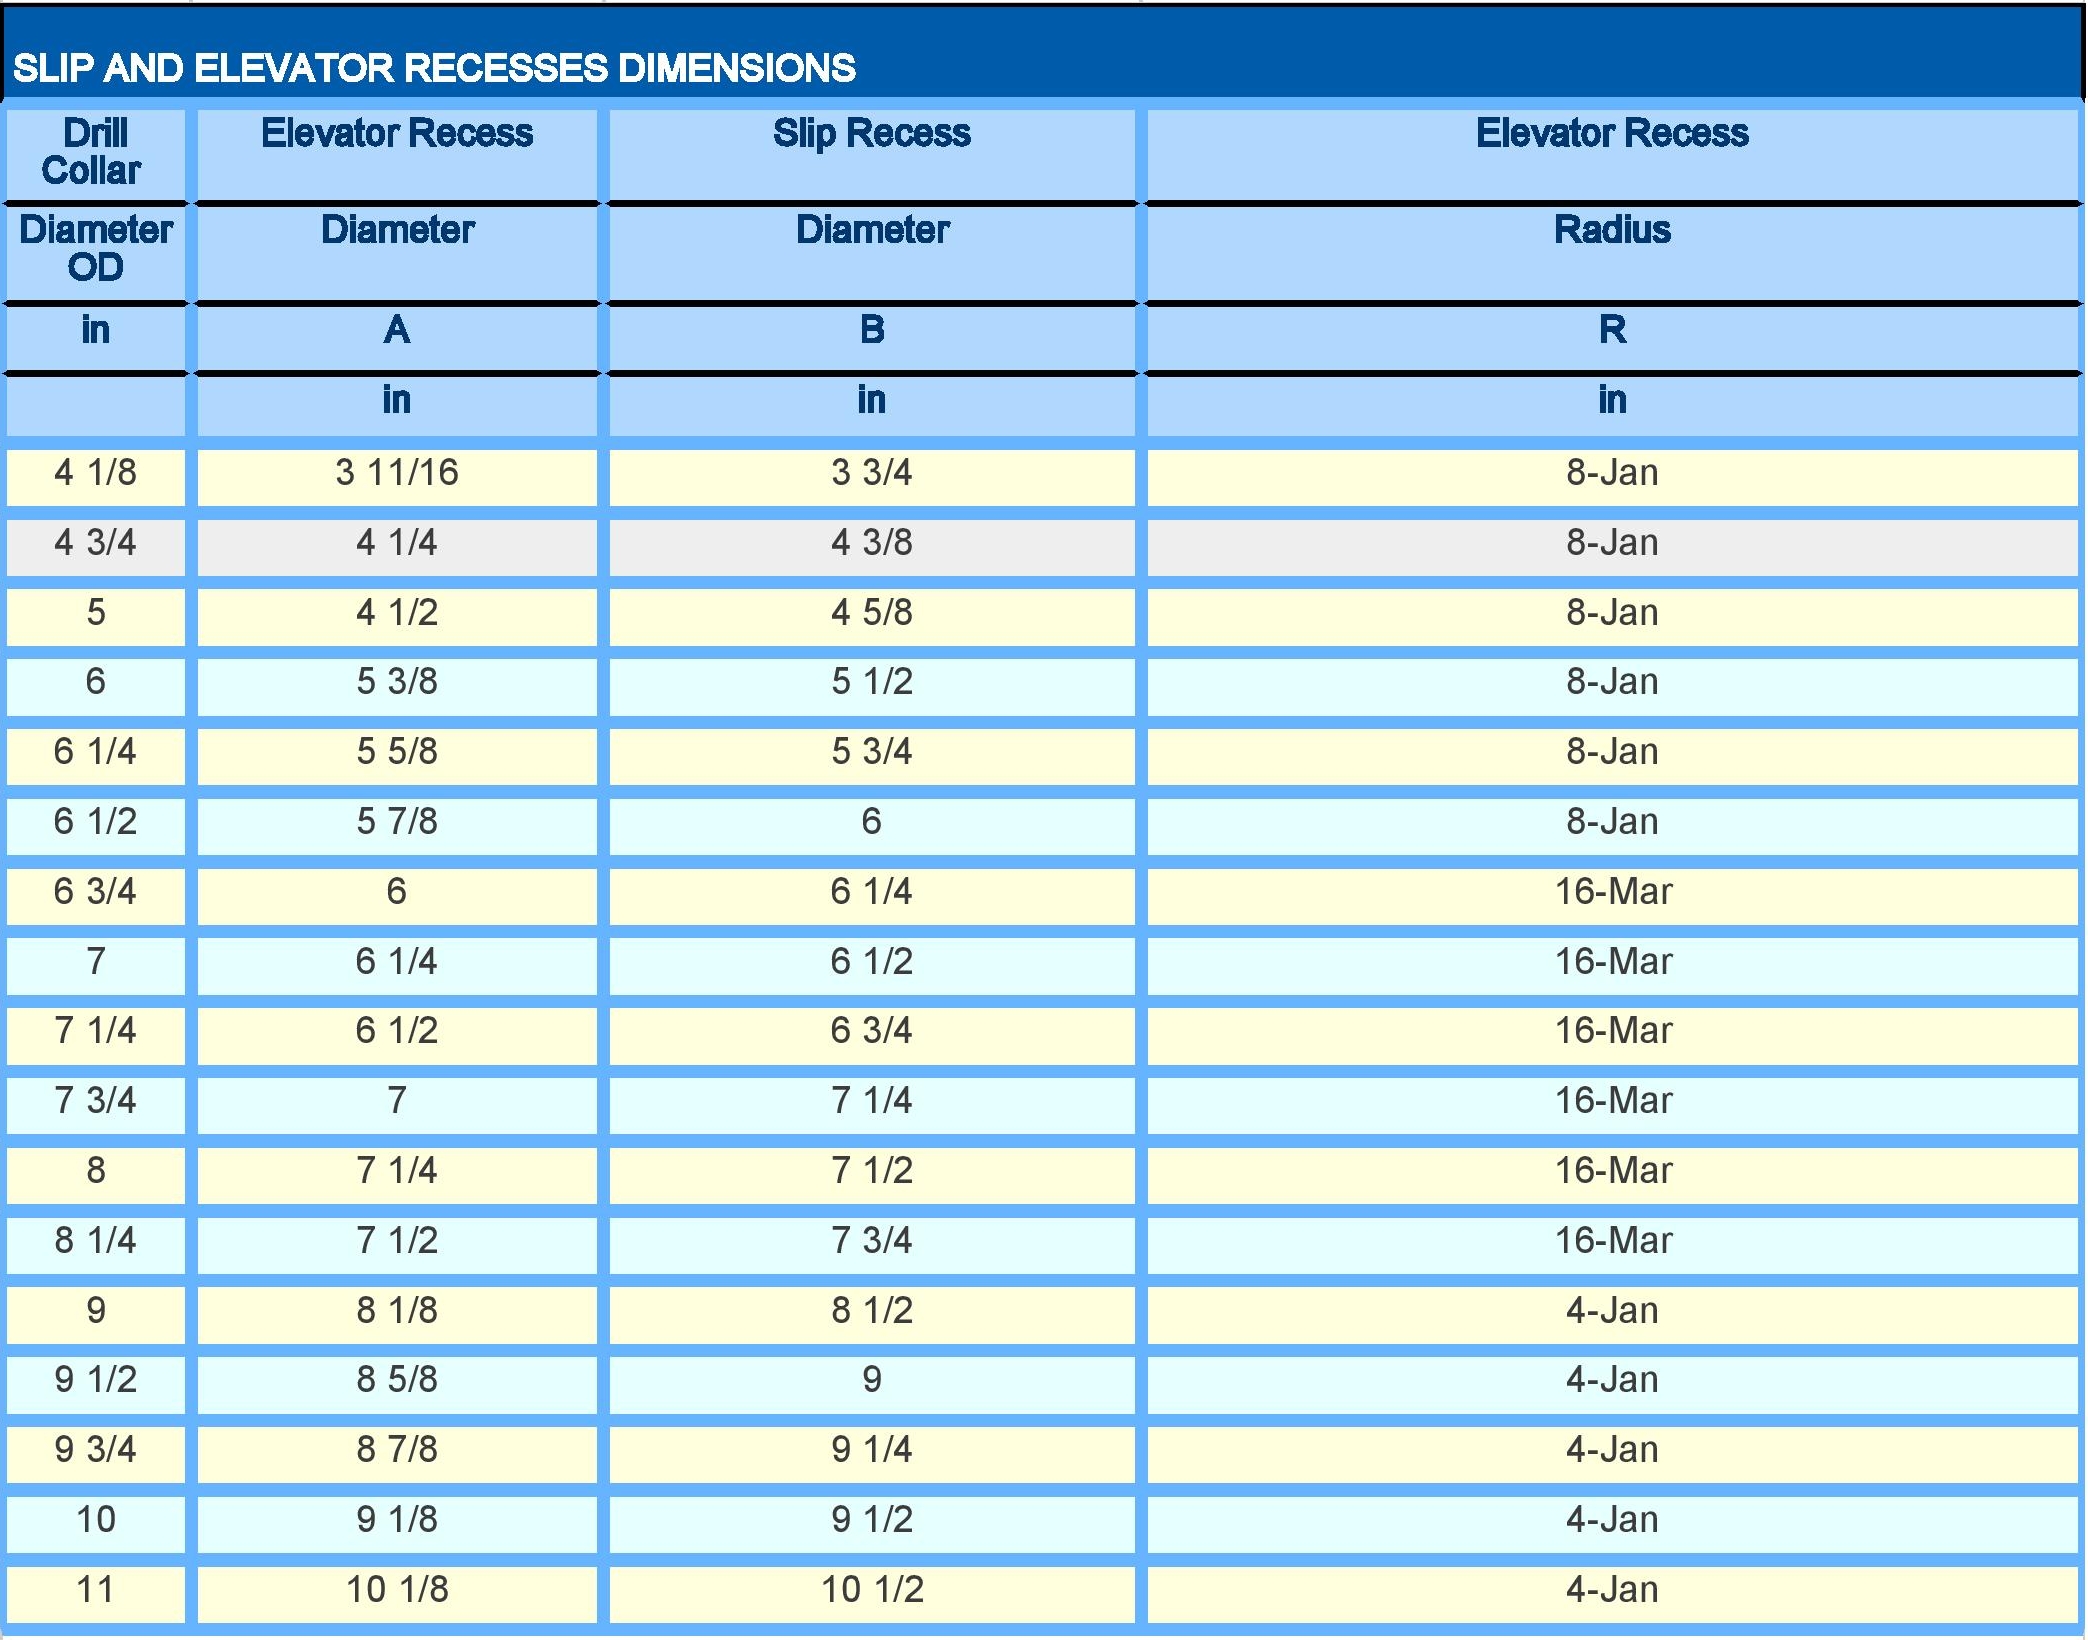 SLIP AND ELEVATOR RECESSES DIMENSIONS
Drill Collar Elevator Recess Slip Recess Elevator Recess
Diameter OD Diameter Diameter Radius
in A B R
in in in
4 1/8 3 11/16 3 3/4 8-Jan
4 3/4 4 1/4 4 3/8 8-Jan
5 4 1/2 4 5/8 8-Jan
6 5 3/8 5 1/2 8-Jan
6 1/4 5 5/8 5 3/4 8-Jan
6 1/2 5 7/8 6 8-Jan
6 3/4 6 6 1/4 16-Mar
7 6 1/4 6 1/2 16-Mar
7 1/4 6 1/2 6 3/4 16-Mar
7 3/4 7 7 1/4 16-Mar
8 7 1/4 7 1/2 16-Mar
8 1/4 7 1/2 7 3/4 16-Mar
9 8 1/8 8 1/2 4-Jan
9 1/2 8 5/8 9 4-Jan
9 3/4 8 7/8 9 1/4 4-Jan
10 9 1/8 9 1/2 4-Jan
11 10 1/8 10 1/2 4-Jan